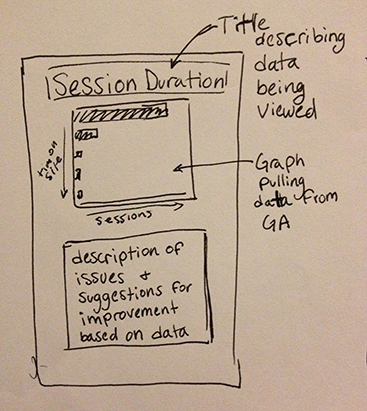 Title
describing
data
being
viewed
Session Duration
time on
site
sessions
Graph
pulling
data from
GA
description of
issues &
suggestions for
improvement
based on data